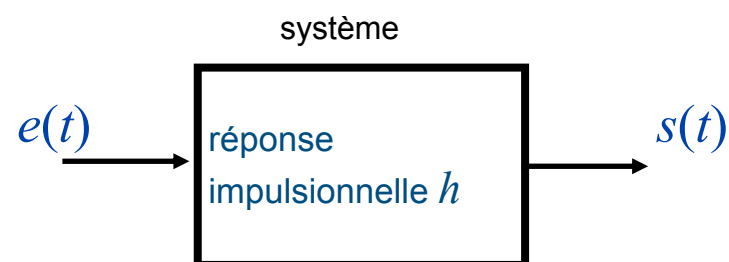 système
e(t)
réponse
impulsionnelle h
s(t)